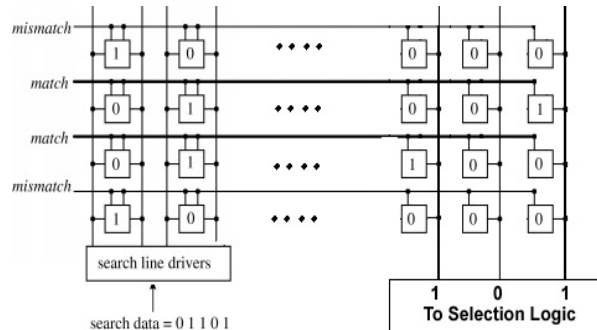 mismatch
1 0 0 0 0
match
0 1 0 0 1
match
0 1 1 0 0
mismatch
1 0 0 0 0
search line drivers
1 0 1
To Selection Logic
search data = 0 1 1 0 1